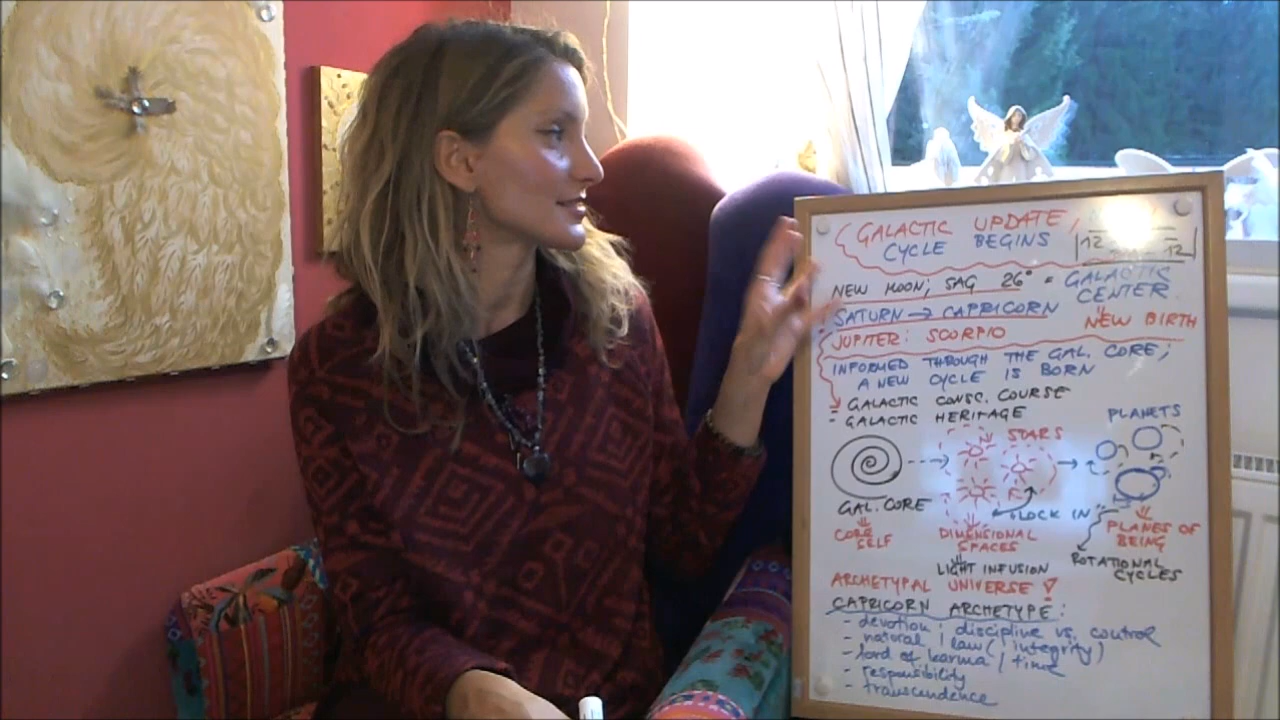 GALACTIC UPDATE,
CYCLE BEGINS
12 12
NEW MOON; SAG 26° = GALACTIC CENTER
SATURN → CAPRICORN
NEW BIRTH
JUPITER: SCORPIO
INFORMED THROUGH THE GAL. CORE;
A NEW CYCLE IS BORN
- GALACTIC CONSC. COURSE
- GALACTIC HERITAGE
PLANETS
STARS
GAL. CORE
LOCK IN
CORE SELF
DIMENSIONAL SPACES
PLANES OF BEING
LIGHT INFUSION
ROTATIONAL CYCLES
ARCHETYPAL UNIVERSE!
CAPRICORN ARCHETYPE:
- devotion / discipline vs. control
- natural / law (integrity)
- lord of karma / time
- responsibility
- transcendence